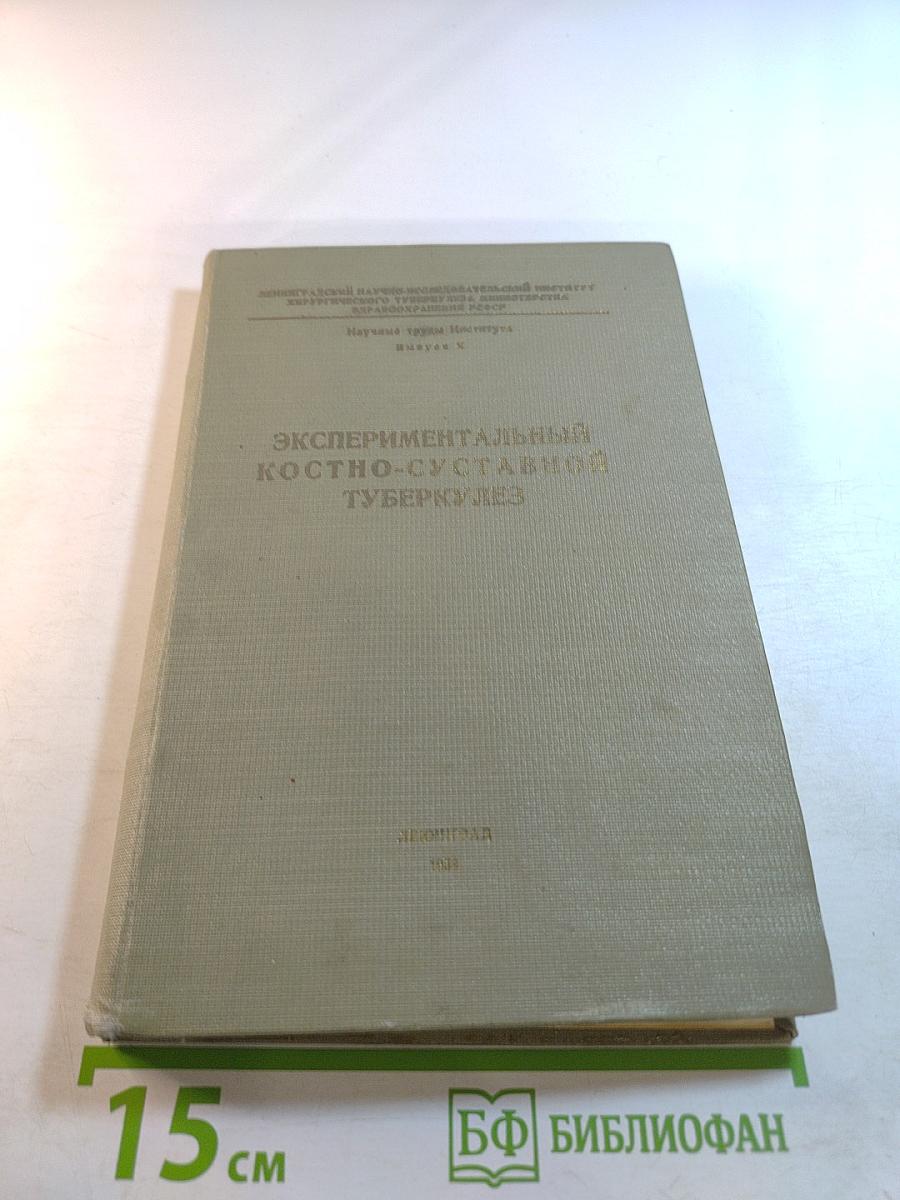 ЛЕНИНГРАДСКИЙ НАУЧНО-ИССЛЕДОВАТЕЛЬСКИЙ ИНСТИТУТ
ХИРУРГИЧЕСКОГО ТУБЕРКУЛЕЗА МИНИСТЕРСТВА
ЗДРАВООХРАНЕНИЯ РСФСР
Научные труды Института
Выпуск X
ЭКСПЕРИМЕНТАЛЬНЫЙ
КОСТНО-СУСТАВНОЙ
ТУБЕРКУЛЕЗ
ЛЕНИНГРАД
15 см
БФ БИБЛИОФАН